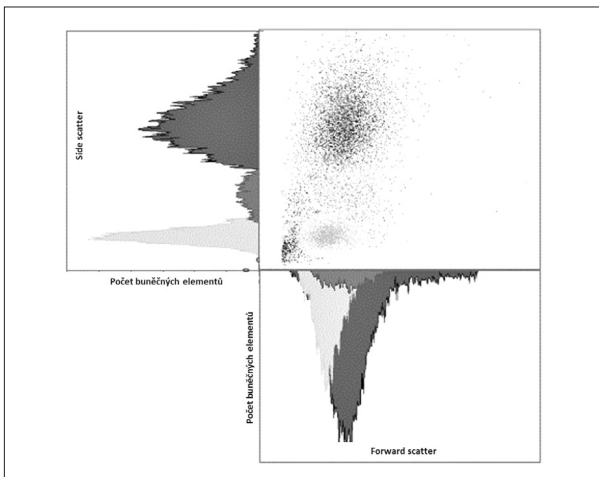 Side scatter
Počet buněčných elementů
Počet buněčných elementů
Forward scatter